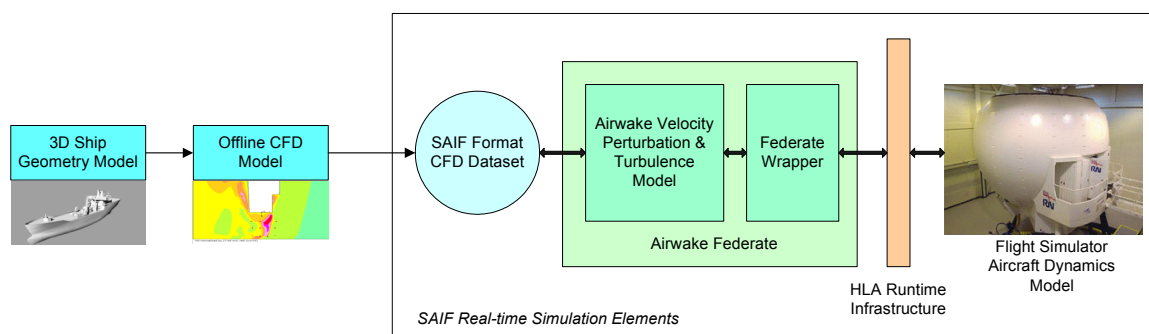 3D Ship
Geometry Model
Offline CFD
Model
SAIF Format
CFD Dataset
Airwake Velocity
Perturbation &
Turbulence
Model
Federate
Wrapper
Airwake Federate
HLA Runtime
Infrastructure
Flight Simulator
Aircraft Dynamics
Model
SAIF Real-time Simulation Elements